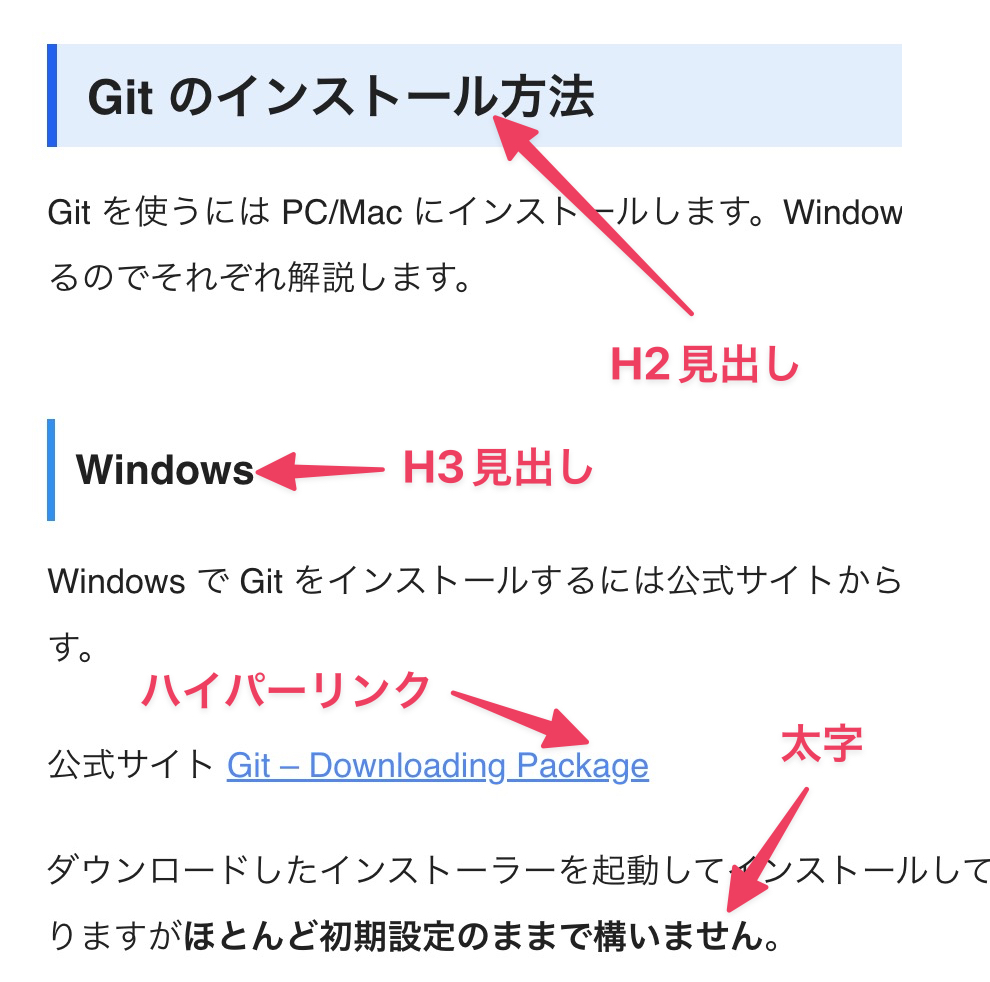 Git のインストール方法
Git を使うには PC/Mac にインストールします。Window
るのでそれぞれ解説します。
H2 見出し
Windows
H3 見出し
Windows で Git をインストールするには公式サイトから
す。
ハイパーリンク
太字
公式サイト Git – Downloading Package
ダウンロードしたインストーラーを起動してインストールして
りますがほとんど初期設定のままで構いません。